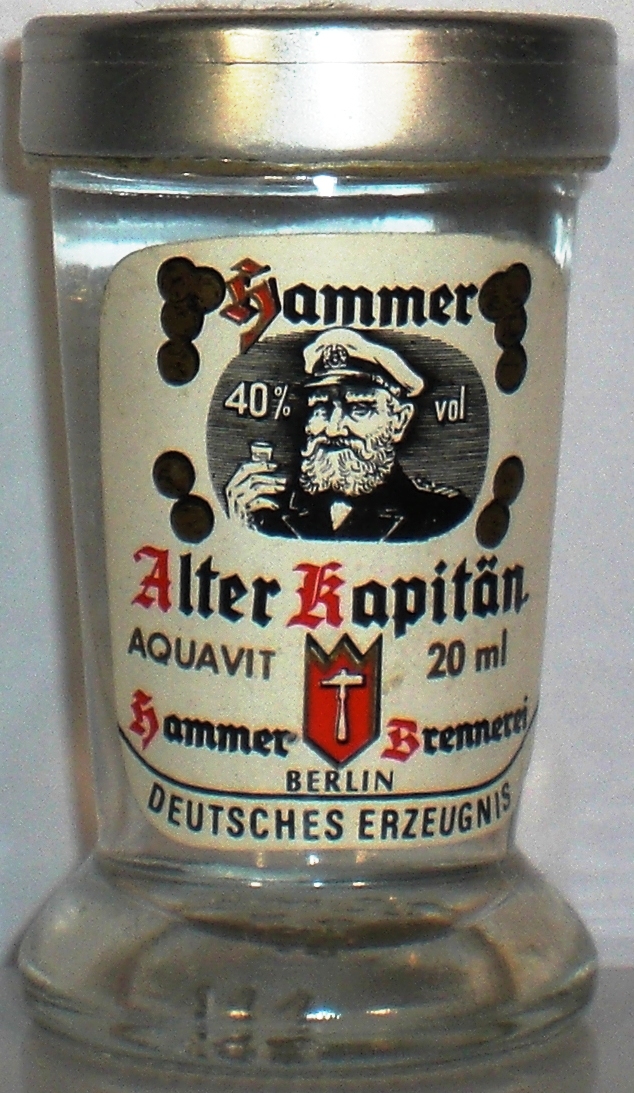 Hammer
40% vol
Alter Kapitän
AQUAVIT 20 ml
Hammer Brennerei
BERLIN
DEUTSCHES ERZEUGNIS